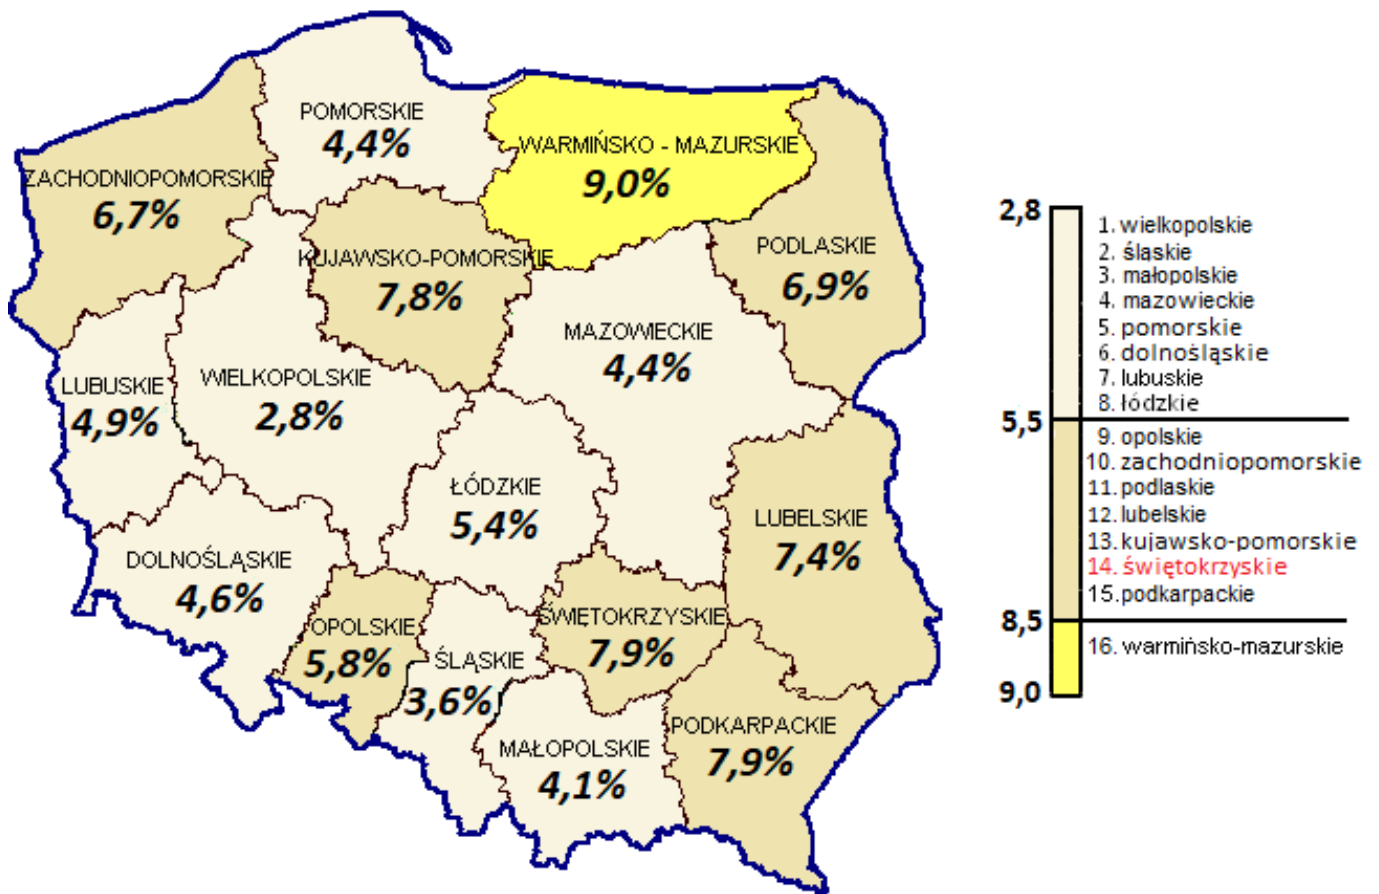 POMORSKIE
4,4%
WARMIŃSKO - MAZURSKIE
9,0%
ZACHODNIOPOMORSKIE
6,7%
KUJAWSKO-POMORSKIE
7,8%
PODLASKIE
6,9%
MAZOWIECKIE
4,4%
LUBUSKIE
4,9%
WIELKOPOLSKIE
2,8%
ŁÓDZKIE
5,4%
LUBELSKIE
7,4%
DOLNOŚLĄSKIE
4,6%
OPOLSKIE
5,8%
ŚLĄSKIE
3,6%
ŚWIĘTOKRZYSKIE
7,9%
MAŁOPOLSKIE
4,1%
PODKARPACKIE
7,9%
2,8
1. wielkopolskie
2. śląskie
3. małopolskie
4. mazowieckie
5. pomorskie
6. dolnośląskie
7. lubuskie
8. łódzkie
5,5
9. opolskie
10. zachodniopomorskie
11. podlaskie
12. lubelskie
13. kujawsko-pomorskie
14. świętokrzyskie
15. podkarpackie
8,5
16. warmińsko-mazurskie
9,0